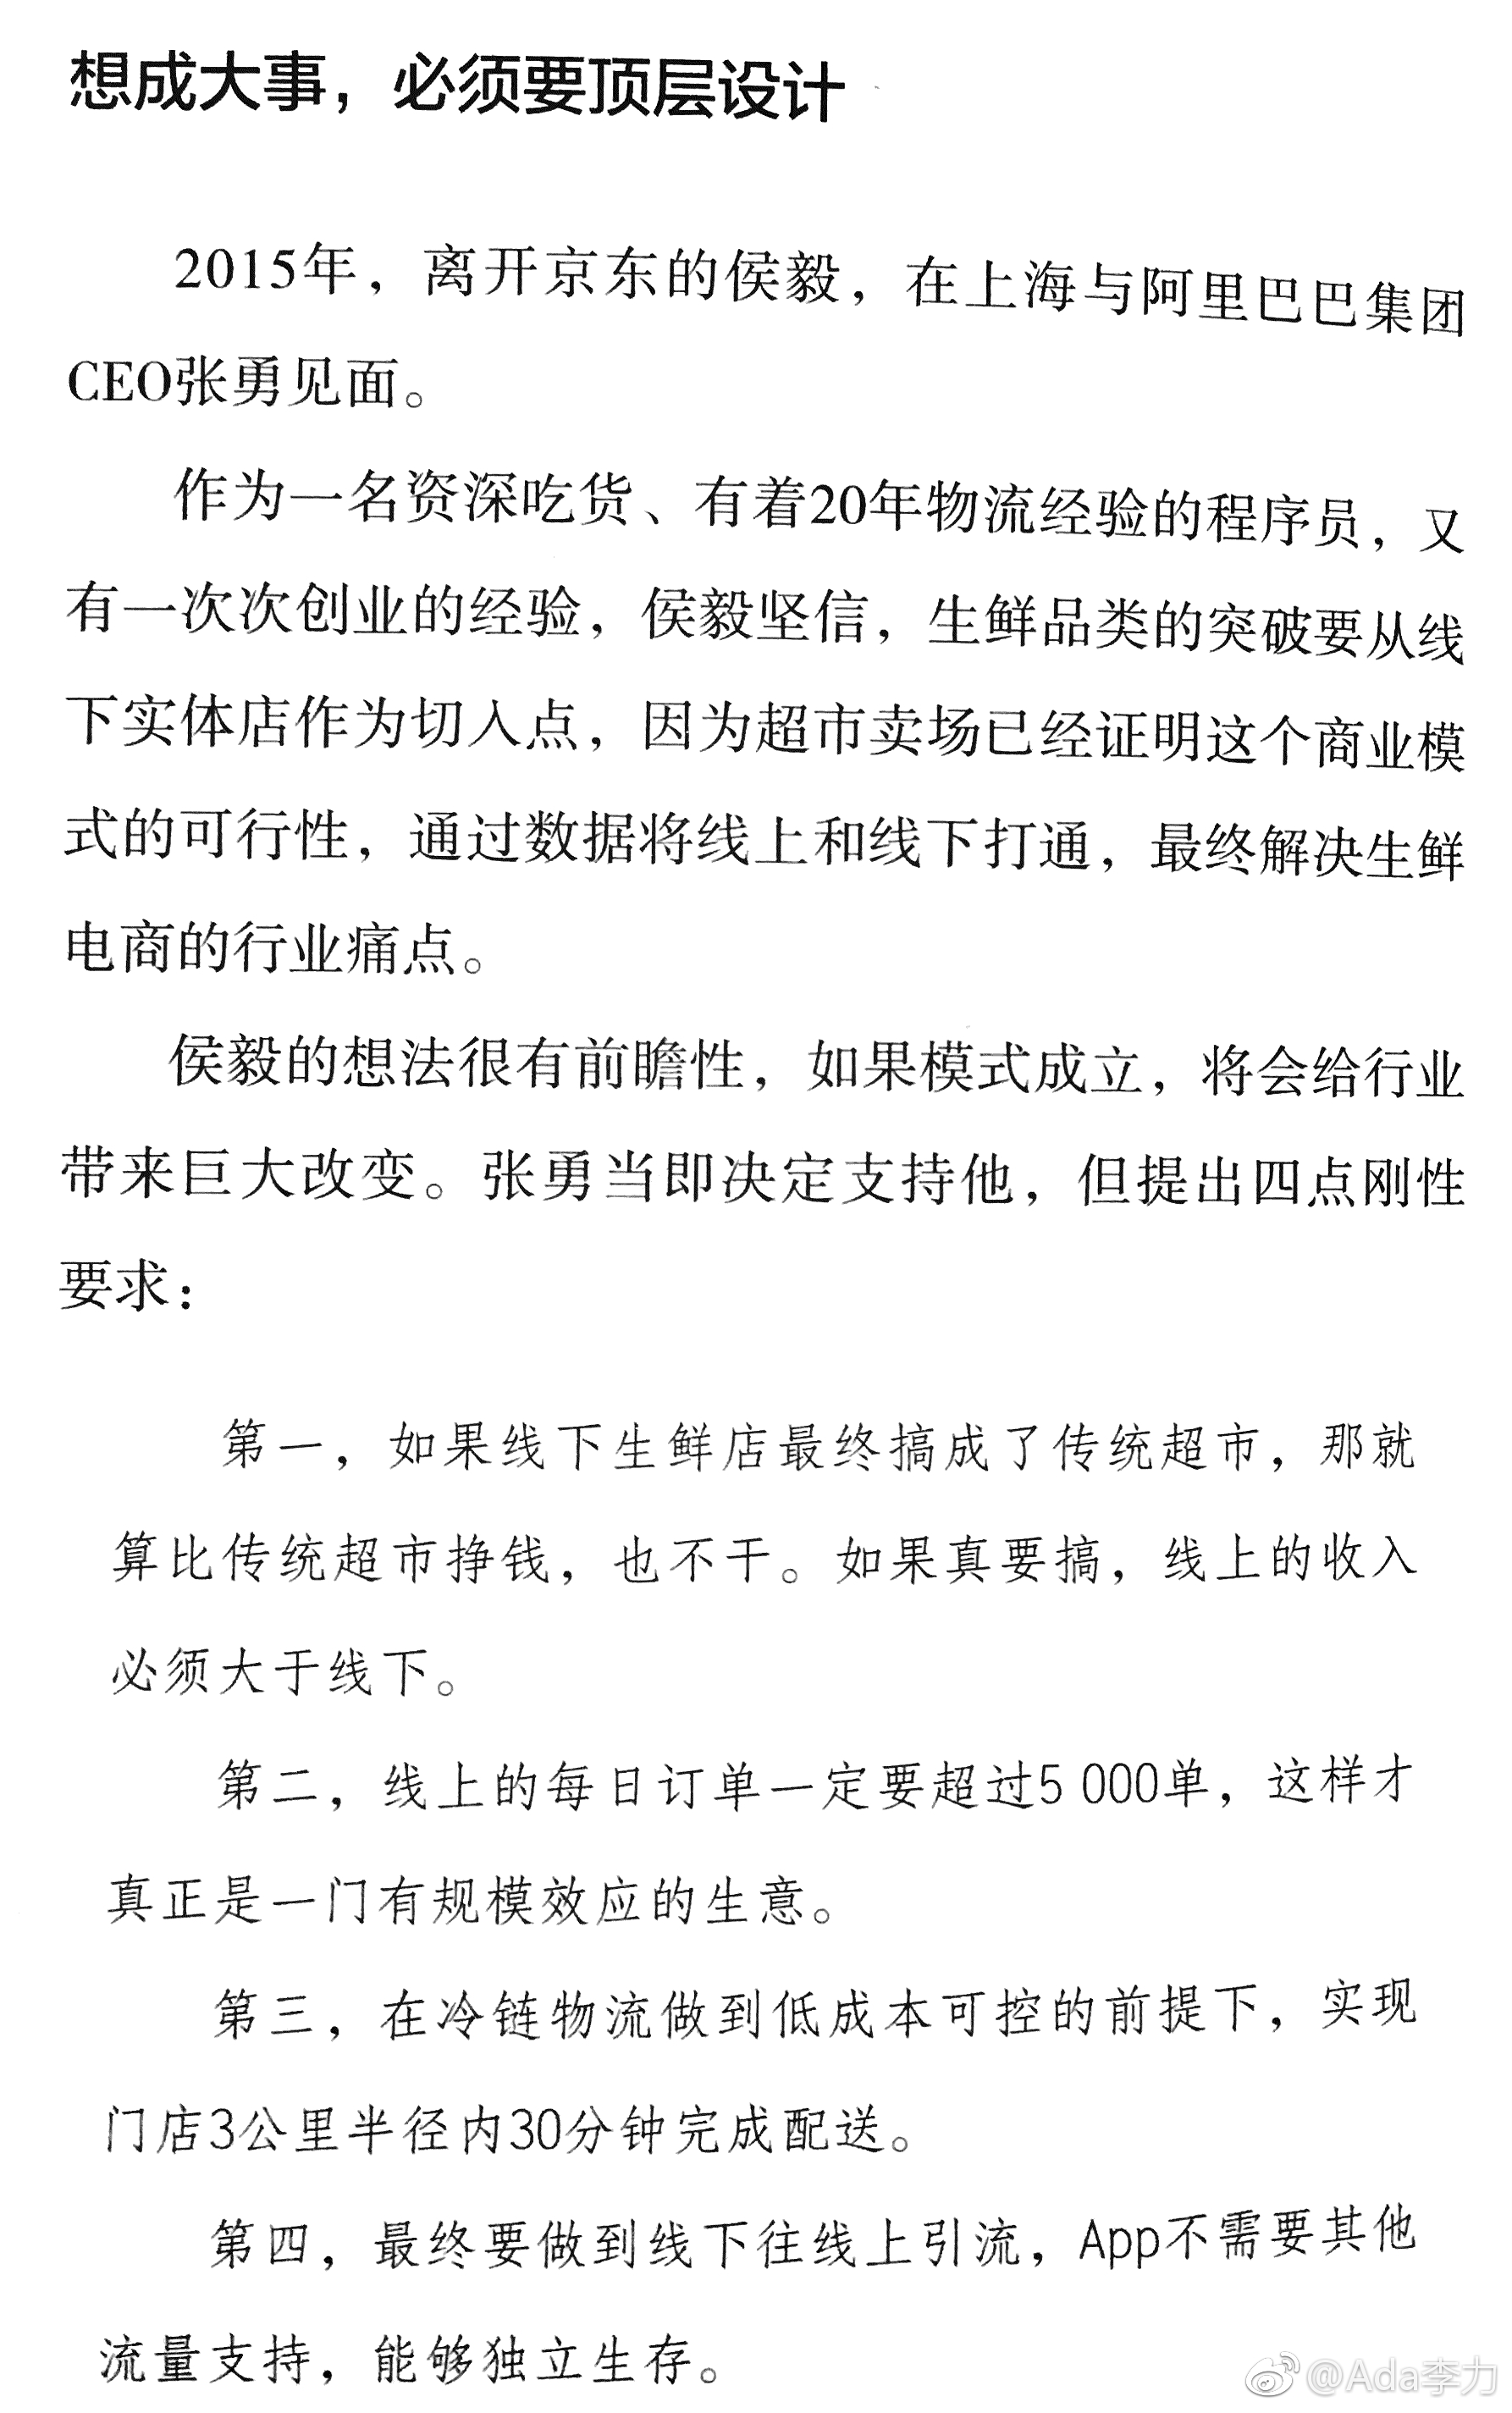 想成大事，必须要顶层设计
2015年，离开京东的侯毅，在上海与阿里巴巴集团
CEO张勇见面。
作为一名资深吃货、有着20年物流经验的程序员，又
有一次次创业的经验，侯毅坚信，生鲜品类的突破要从线
下实体店作为切入点，因为超市卖场已经证明这个商业模
式的可行性，通过数据将线上和线下打通，最终解决生鲜
电商的行业痛点。
侯毅的想法很有前瞻性，如果模式成立，将会给行业
带来巨大改变。张勇当即决定支持他，但提出四点刚性
要求：
第一，如果线下生鲜店最终搞成了传统超市，那就
算比传统超市挣钱，也不干。如果真要搞，线上的收入
必须大于线下。
第二，线上的每日订单一定要超过5 000单，这样才
真正是一门有规模效应的生意。
第三，在冷链物流做到低成本可控的前提下，实现
门店3公里半径内30分钟完成配送。
第四，最终要做到线下往线上引流，App不需要其他
流量支持，能够独立生存。
@Ada李力